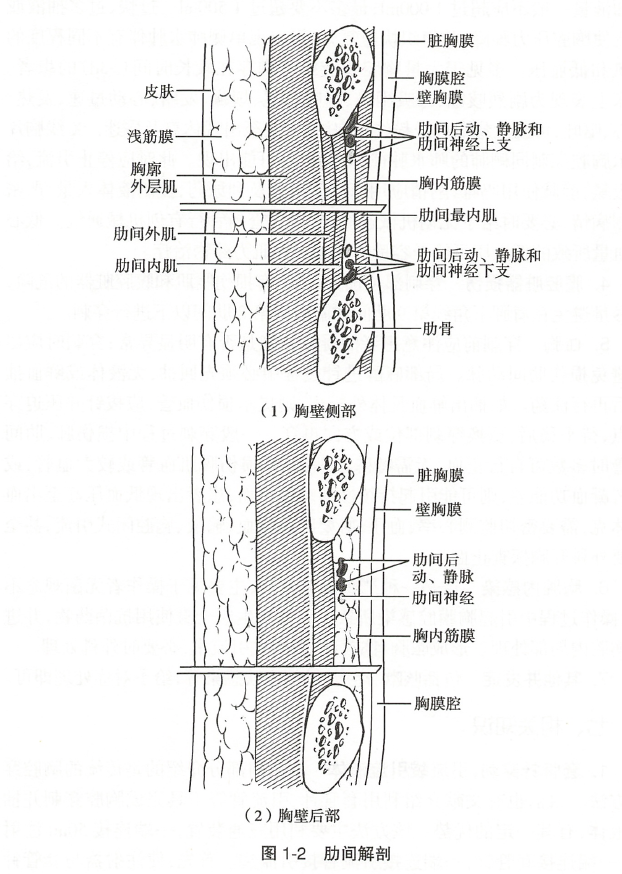 脏胸膜
胸膜腔
壁胸膜
皮肤
肋间后动、静脉和
肋间神经上支
浅筋膜
胸廓
外层肌
胸内筋膜
肋间最内肌
肋间外肌
肋间后动、静脉和
肋间神经下支
肋间内肌
肋骨
（1）胸壁侧部
脏胸膜
壁胸膜
肋间后
动、静脉
肋间神经
胸内筋膜
胸膜腔
（2）胸壁后部
图 1-2 肋间解剖